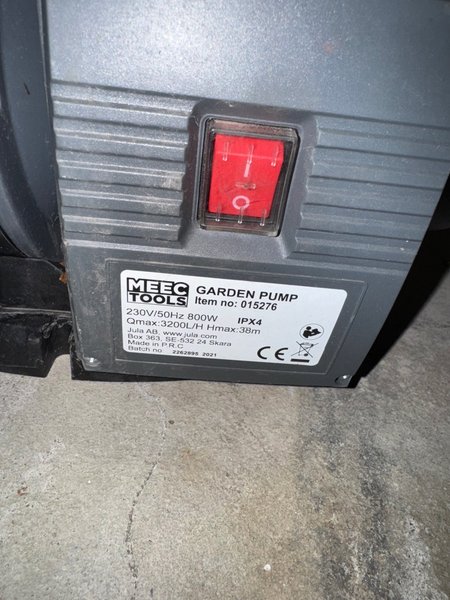 MEEC
TOOLS
GARDEN PUMP
Item no: 015276
230V/50Hz 800W IPX4
Qmax:3200L/H Hmax:38m
Jula AB www.jula.com
Box 363, SE-532 24 Skara
Made in P.R.C
Batch no 2262895 2021
CE